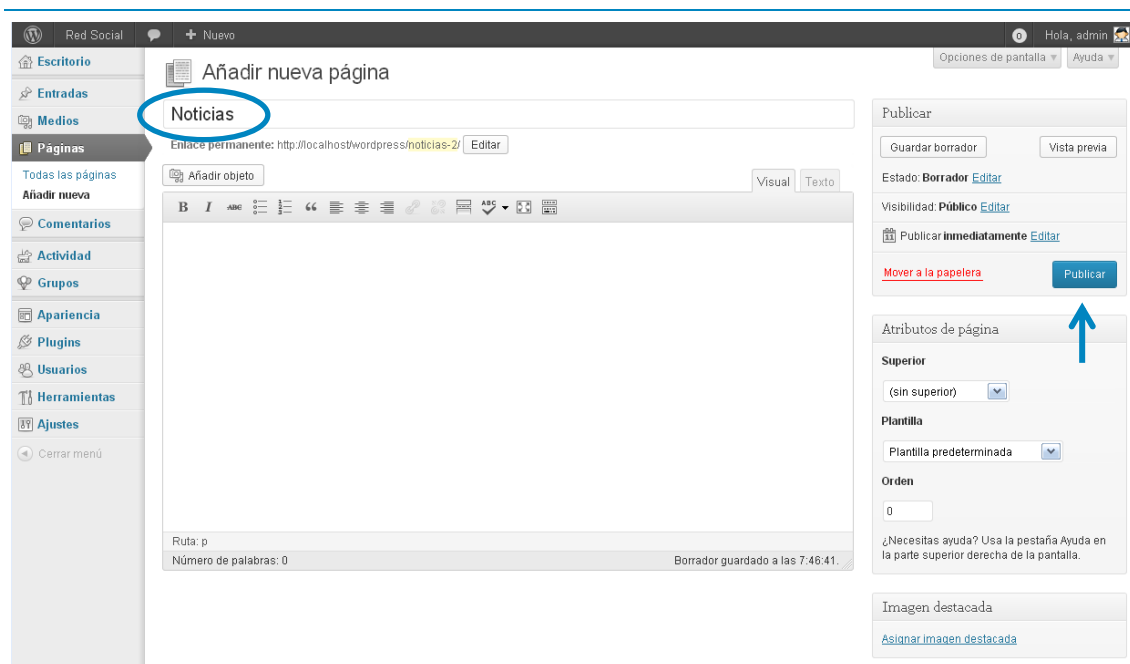 Red Social + Nuevo 0 Hola, admin
Escritorio
Entradas
Medios
Páginas
Todas las páginas
Añadir nueva
Comentarios
Actividad
Grupos
Apariencia
Plugins
Usuarios
Herramientas
Ajustes
Cerrar menú
Opciones de pantalla Ayuda
Añadir nueva página
Noticias
Enlace permanente: http://localhost/wordpress/noticias-2/ Editar
Añadir objeto
Visual Texto
B I ABC ABC
Ruta: p
Número de palabras: 0 Borrador guardado a las 7:46:41.
Publicar
Guardar borrador Vista previa
Estado: Borrador Editar
Visibilidad: Público Editar
11 Publicar inmediatamente Editar
Mover a la papelera Publicar
Atributos de página
Superior
(sin superior)
Plantilla
Plantilla predeterminada
Orden
0
¿Necesitas ayuda? Usa la pestaña Ayuda en
la parte superior derecha de la pantalla.
Imagen destacada
Asignar imagen destacada